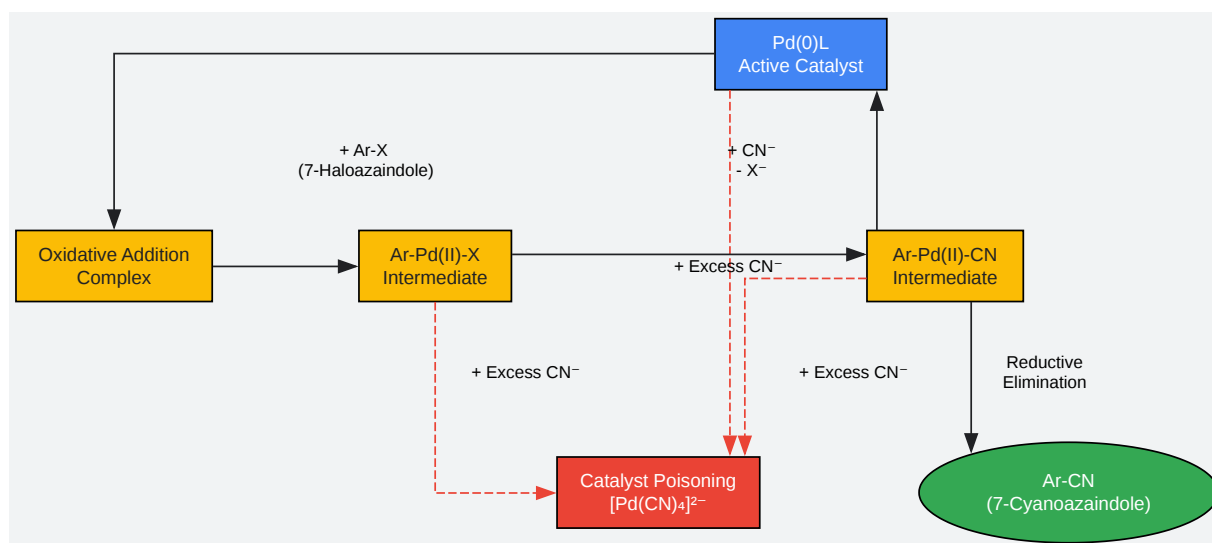 Pd(0)L
Active Catalyst
+ Ar-X
(7-Haloazaindole)
+ CN⁻
- X⁻
Oxidative Addition
Complex
Ar-Pd(II)-X
Intermediate
+ Excess CN⁻
Ar-Pd(II)-CN
Intermediate
+ Excess CN⁻
+ Excess CN⁻
Reductive
Elimination
Catalyst Poisoning
[Pd(CN)₄]²⁻
Ar-CN
(7-Cyanoazaindole)